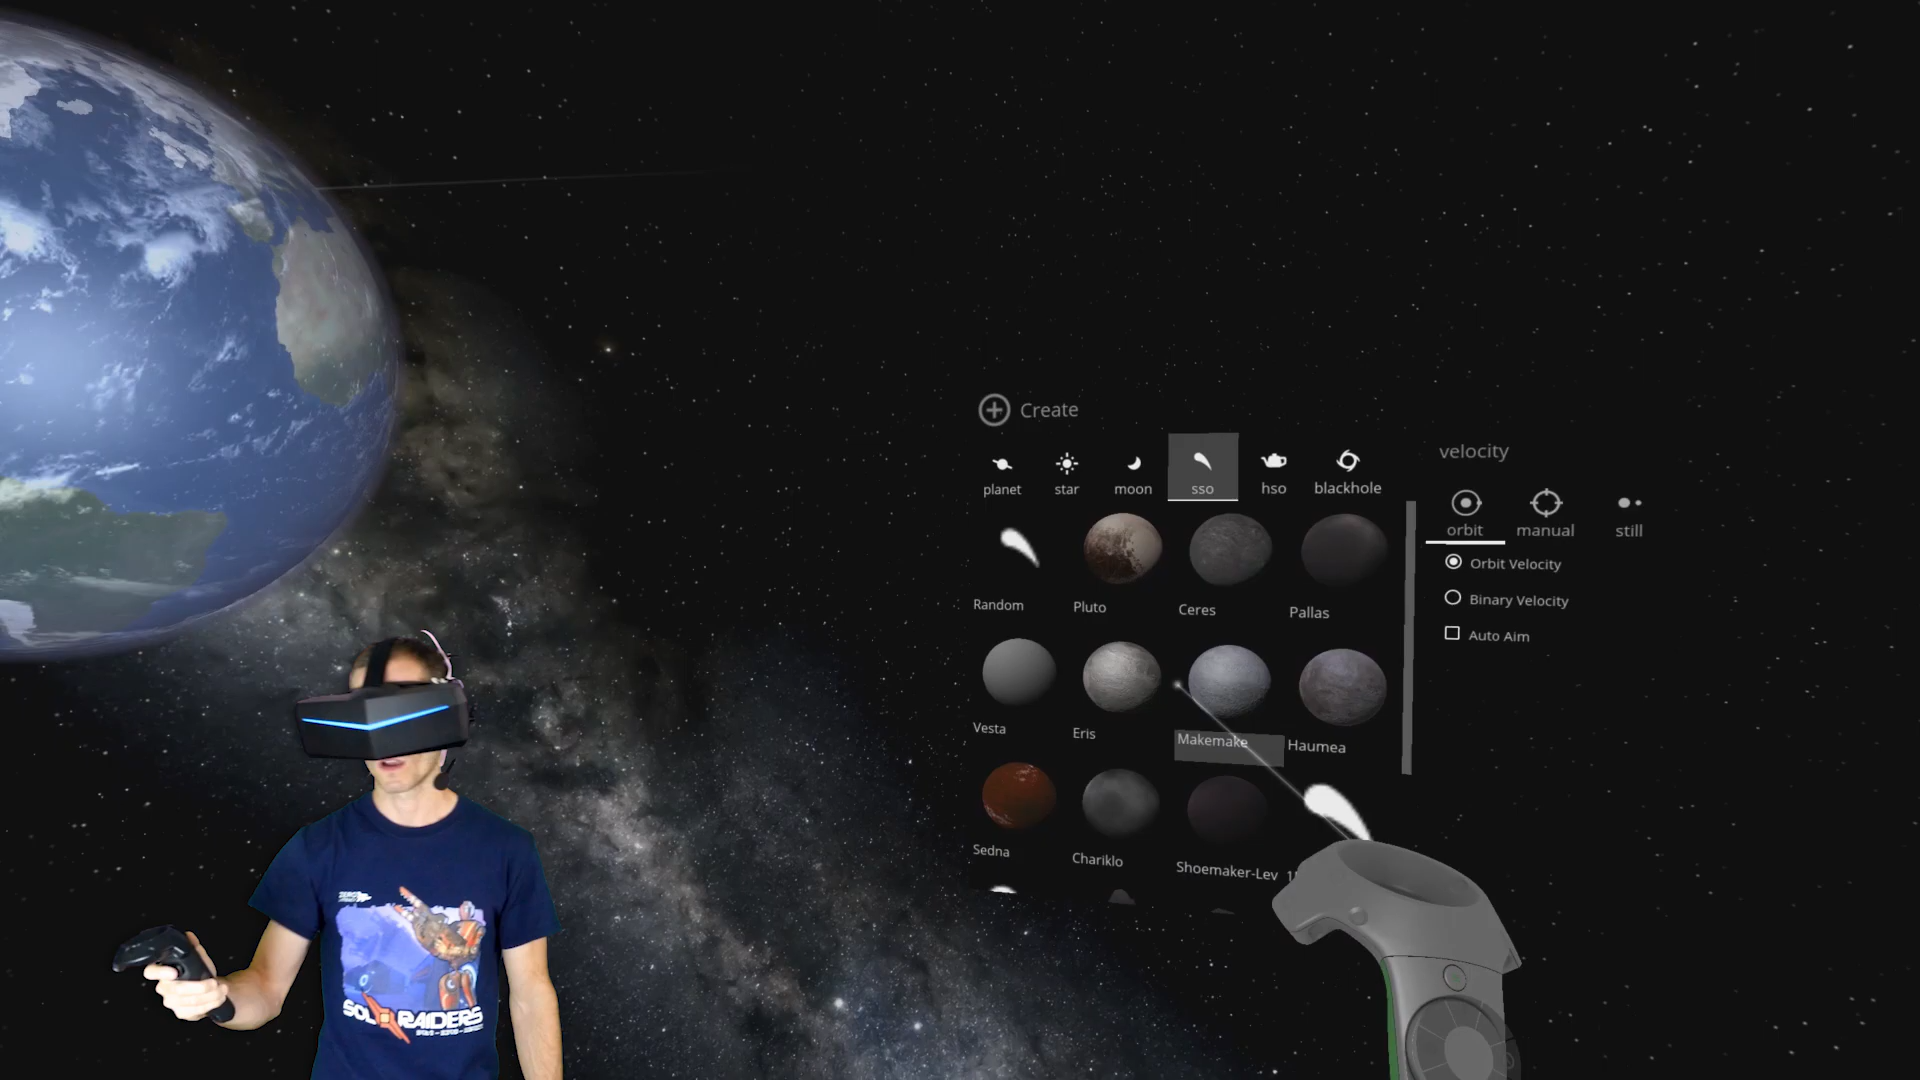 Create
planet star moon sso hso blackhole
Random Pluto Ceres Pallas
Vesta Eris Makemake Haumea
Sedna Chariklo Shoemaker-Lev
velocity
orbit manual still
Orbit Velocity
Binary Velocity
Auto Aim
SOL RAIDERS